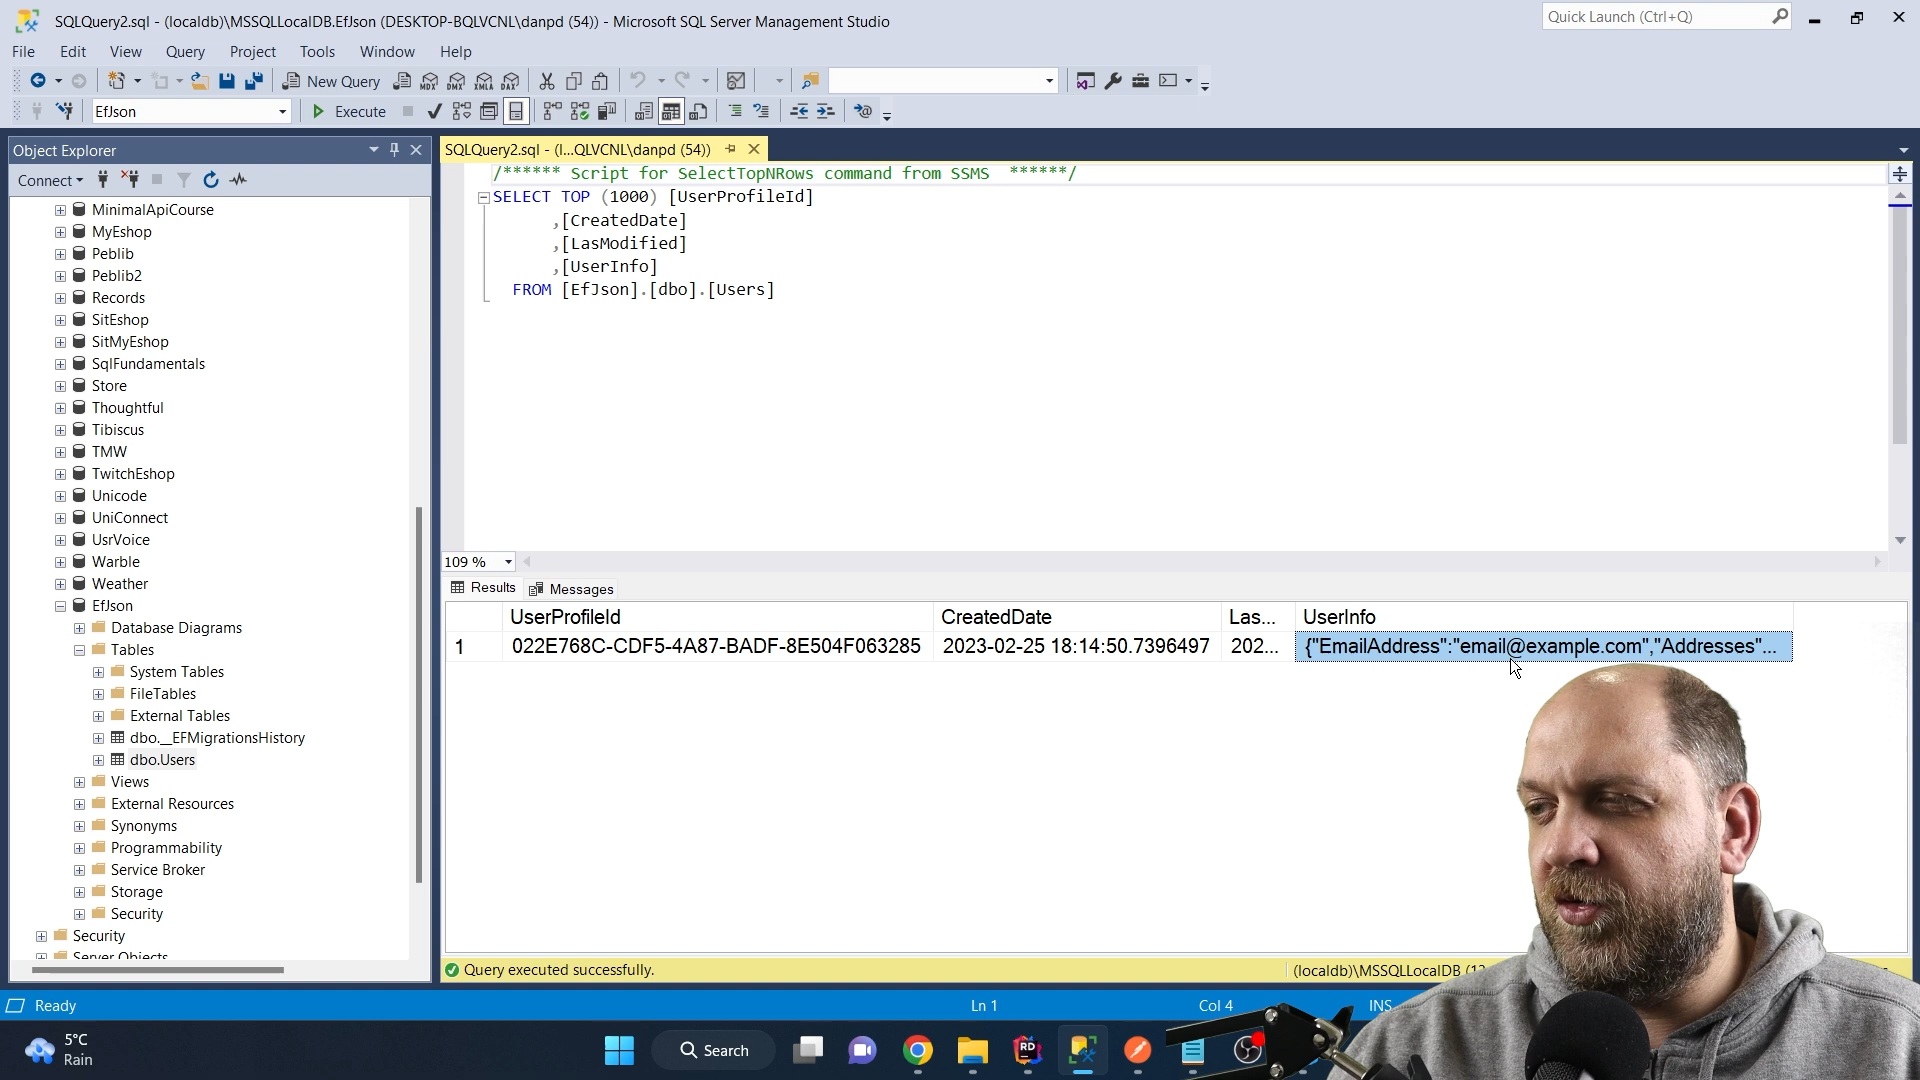 SQLQuery2.sql - (localdb)\MSSQLLocalDB.EfJson (DESKTOP-BQLVCNL\danpd (54)) - Microsoft SQL Server Management Studio
Quick Launch (Ctrl+Q)
File Edit View Query Project Tools Window Help
New Query MDX DMX XMLA DAX
EfJson Execute
Object Explorer
SQLQuery2.sql - (l...QLVCNL\danpd (54))
Connect
MinimalApiCourse
MyEshop
Peblib
Peblib2
Records
SitEshop
SitMyEshop
SqlFundamentals
Store
Thoughtful
Tibiscus
TMW
TwitchEshop
Unicode
UniConnect
UsrVoice
Warble
Weather
EfJson
Database Diagrams
Tables
System Tables
FileTables
External Tables
dbo.__EFMigrationsHistory
dbo.Users
Views
External Resources
Synonyms
Programmability
Service Broker
Storage
Security
Security
Server Objects
/****** Script for SelectTopNRows command from SSMS  ******/
SELECT TOP (1000) [UserProfileId]
,[CreatedDate]
,[LasModified]
,[UserInfo]
FROM [EfJson].[dbo].[Users]
109 %
Results Messages
UserProfileId CreatedDate Las... UserInfo
1 022E768C-CDF5-4A87-BADF-8E504F063285 2023-02-25 18:14:50.7396497 202... {"EmailAddress":"email@example.com","Addresses"...
Query executed successfully.
(localdb)\MSSQLLocalDB
Ready Ln 1 Col 4 INS
5°C
Rain
Search
RD